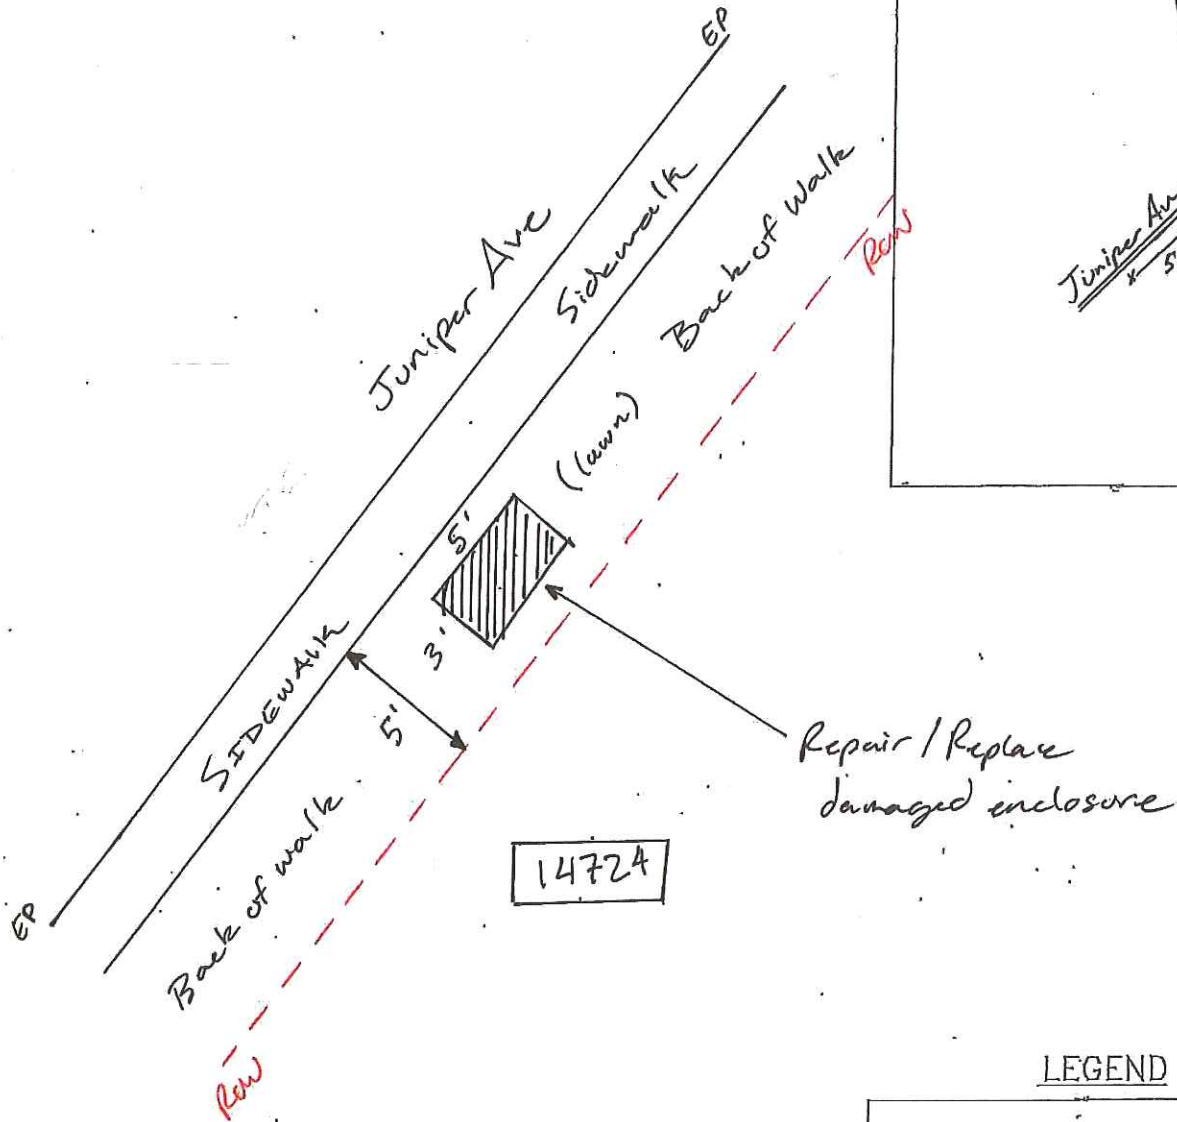 EP
Juniper Ave
Sidewalk
Back of Walk
ROW
Juniper Av
5'
(lawn)
5'
3'
SIDEWALK
5'
Repair / Replace
damaged enclosure
14724
Back of walk
EP
ROW
LEGEND